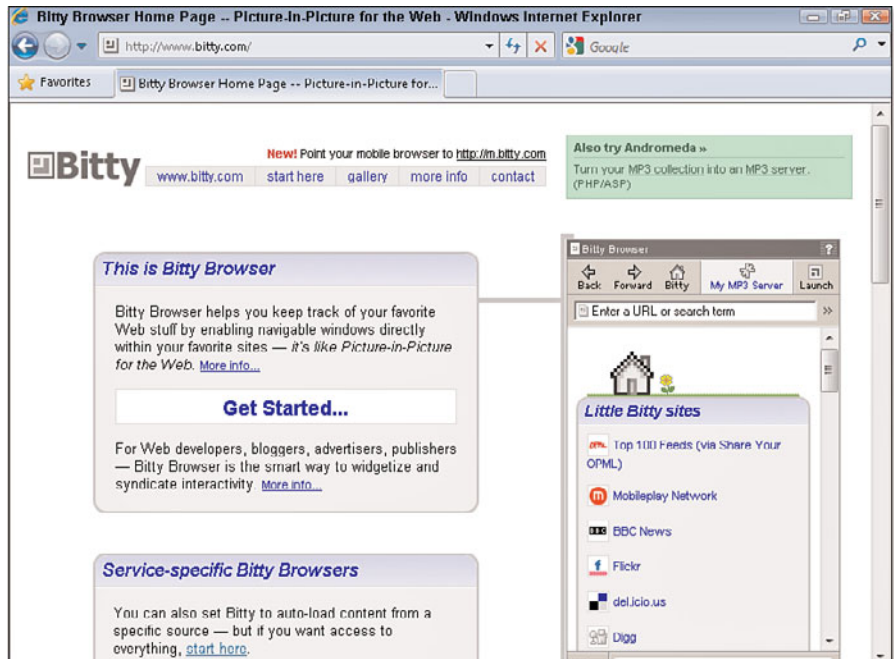 Bitty Browser Home Page -- Picture-In-Picture for the Web - Windows Internet Explorer
http://www.bitty.com/
Google
Favorites
Bitty Browser Home Page -- Picture-in-Picture for...
Bitty
New! Point your mobile browser to http://m.bitty.com
www.bitty.com start here gallery more info contact
Also try Andromeda »
Turn your MP3 collection into an MP3 server.
(PHP/ASP)
This is Bitty Browser
Bitty Browser helps you keep track of your favorite
Web stuff by enabling navigable windows directly
within your favorite sites — it's like Picture-in-Picture
for the Web. More info...
Get Started...
For Web developers, bloggers, advertisers, publishers
— Bitty Browser is the smart way to widgetize and
syndicate interactivity. More info...
Service-specific Bitty Browsers
You can also set Bitty to auto-load content from a
specific source — but if you want access to
everything, start here.
Bitty Browser ?
Back Forward Bitty My MP3 Server Launch
Enter a URL or search term »
Little Bitty sites
OPML Top 100 Feeds (via Share Your
OPML)
Mobileplay Network
BBC BBC News
Flickr
del.icio.us
Digg